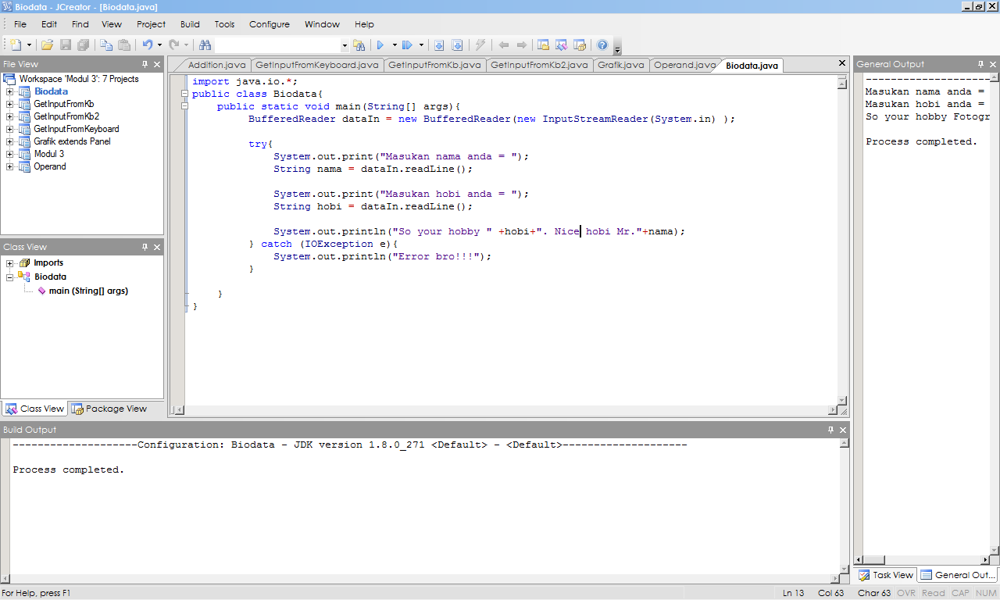 Biodata - JCreator - [Biodata.java]
File Edit Find View Project Build Tools Configure Window Help
File View
Workspace 'Modul 3': 7 Projects
Biodata
GetInputFromKb
GetInputFromKb2
GetInputFromKeyboard
Grafik extends Panel
Modul 3
Operand
Class View
Imports
Biodata
main (String[] args)
Class View Package View
Addition.java GetInputFromKeyboard.java GetInputFromKb.java GetInputFromKb2.java Grafik.java Operand.java Biodata.java
import java.io.*;
public class Biodata{
public static void main(String[] args){
BufferedReader dataIn = new BufferedReader(new InputStreamReader(System.in) );
try{
System.out.print("Masukan nama anda = ");
String nama = dataIn.readLine();
System.out.print("Masukan hobi anda = ");
String hobi = dataIn.readLine();
System.out.println("So your hobby " +hobi+". Nice hobi Mr."+nama);
} catch (IOException e){
System.out.println("Error bro!!!");
}
}
}
General Output
--------------------
Masukan nama anda =
Masukan hobi anda =
So your hobby Fotogr
Process completed.
Task View General Out...
Build Output
--------------------Configuration: Biodata - JDK version 1.8.0_271 <Default> - <Default>--------------------
Process completed.
For Help, press F1
Ln 13 Col 63 Char 63 OVR Read CAP NUM